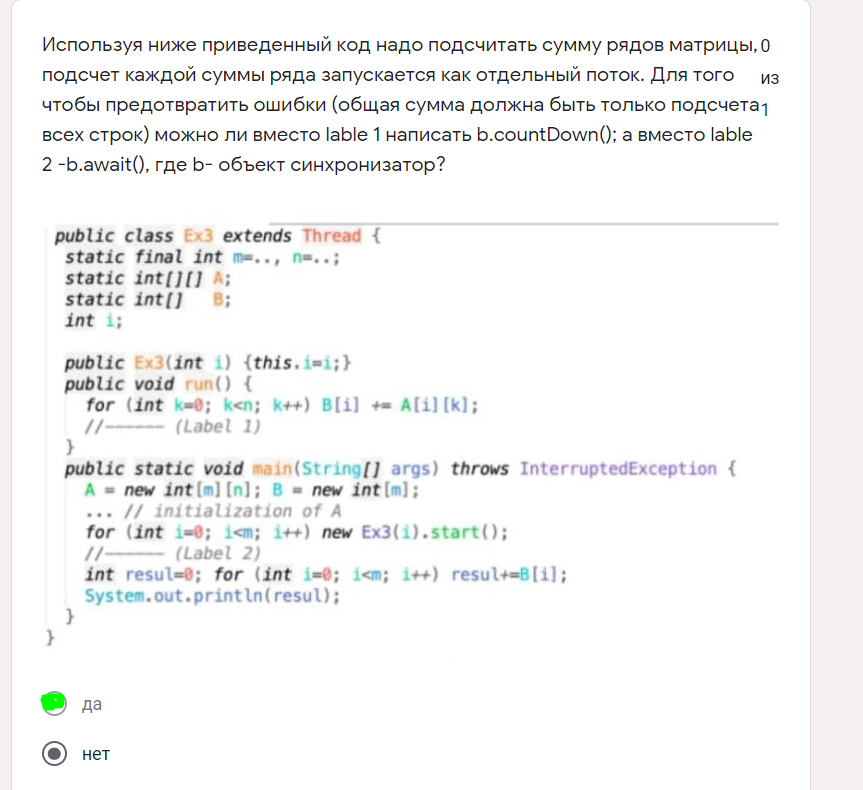 Используя ниже приведенный код надо подсчитать сумму рядов матрицы, 0
подсчет каждой суммы ряда запускается как отдельный поток. Для того из
чтобы предотвратить ошибки (общая сумма должна быть только подсчета 1
всех строк) можно ли вместо lable 1 написать b.countDown(); а вместо lable
2 -b.await(), где b- объект синхронизатор?
public class Ex3 extends Thread {
static final int m=.., n=..;
static int[][] A;
static int[] B;
int i;
public Ex3(int i) {this.i=i;}
public void run() {
for (int k=0; k<n; k++) B[i] += A[i][k];
//------ (Label 1)
}
public static void main(String[] args) throws InterruptedException {
A = new int[m][n]; B = new int[m];
... // initialization of A
for (int i=0; i<m; i++) new Ex3(i).start();
//------ (Label 2)
int resul=0; for (int i=0; i<m; i++) resul+=B[i];
System.out.println(resul);
}
}
да
нет